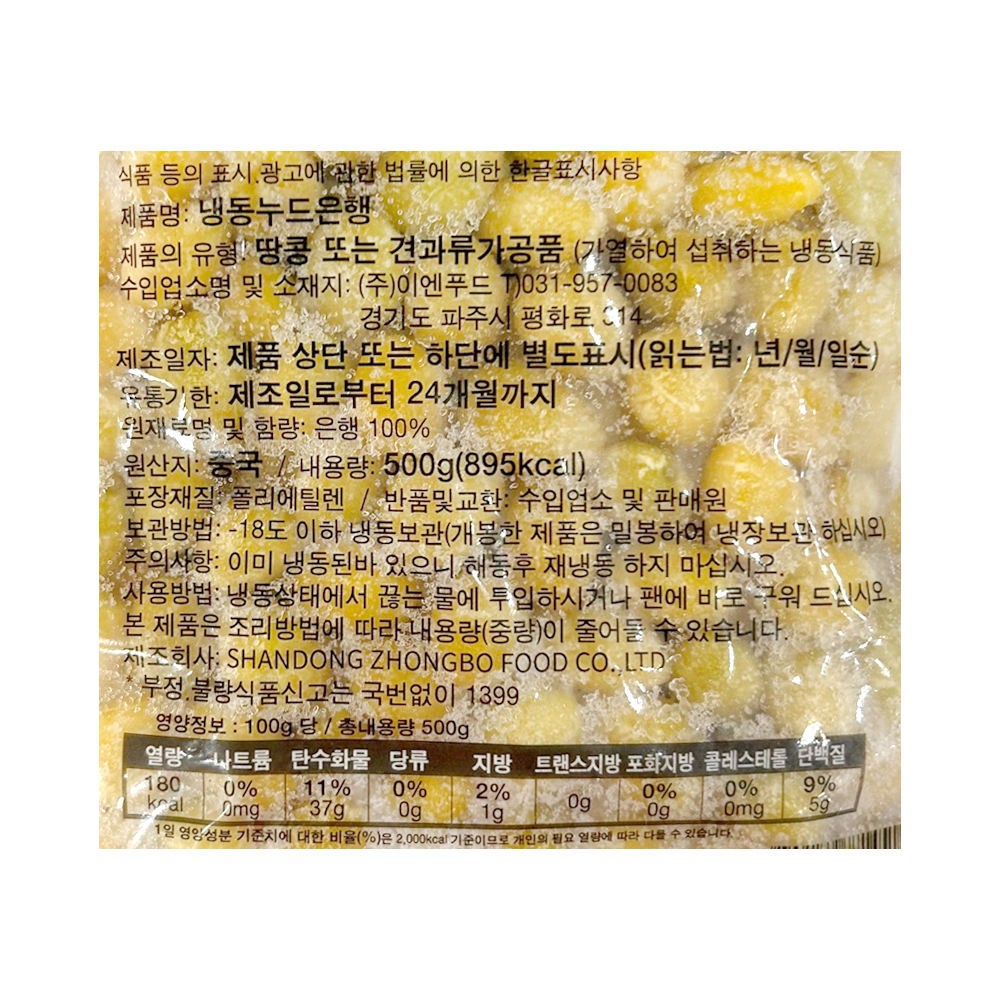 식품 등의 표시.광고에 관한 법률에 의한 한글표시사항
제품명: 냉동누드은행
제품의 유형: 땅콩 또는 견과류가공품 (가열하여 섭취하는 냉동식품)
수입업소명 및 소재지: (주)이엔푸드 T)031-957-0083
경기도 파주시 평화로 314
제조일자: 제품 상단 또는 하단에 별도표시(읽는법: 년/월/일순)
유통기한: 제조일로부터 24개월까지
원재료명 및 함량: 은행 100%
원산지: 중국 / 내용량: 500g(895kcal)
포장재질: 폴리에틸렌 / 반품및교환: 수입업소 및 판매원
보관방법: -18도 이하 냉동보관(개봉한 제품은 밀봉하여 냉장보관 하십시오)
주의사항: 이미 냉동된바 있으니 해동후 재냉동 하지 마십시오.
사용방법: 냉동상태에서 끓는 물에 투입하시거나 팬에 바로 구워 드십시오.
본 제품은 조리방법에 따라 내용량(중량)이 줄어들 수 있습니다.
제조회사: SHANDONG ZHONGBO FOOD CO., LTD
* 부정.불량식품신고는 국번없이 1399
영양정보 : 100g 당 / 총내용량 500g
열량 나트륨 탄수화물 당류 지방 트랜스지방 포화지방 콜레스테롤 단백질
180 0% 11% 0% 2% 0g 0% 0% 9%
kcal 0mg 37g 0g 1g 0g 0mg 5g
1일 영양성분 기준치에 대한 비율(%)은 2,000kcal 기준이므로 개인의 필요 열량에 따라 다를 수 있습니다.